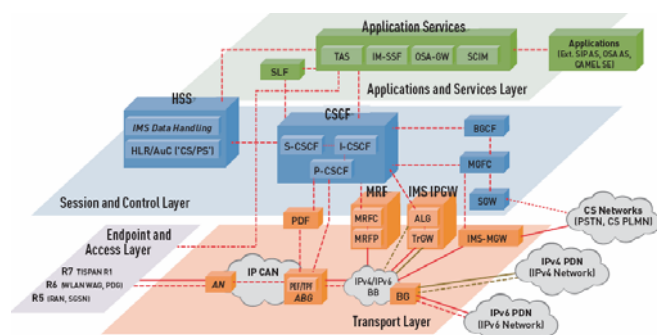 Application Services
TAS
IM-SSF
OSA-GW
SCIM
Applications
(Ext. SIP AS, OSA AS,
CAMEL SE)
SLF
Applications and Services Layer
HSS
IMS Data Handling
HLR/AuC ('CS/PS')
CSCF
S-CSCF
I-CSCF
P-CSCF
BGCF
MGFC
SGW
Session and Control Layer
MRF
IMS IPGW
PDF
MRFC
MRFP
ALG
TrGW
IMS-MGW
CS Networks
(PSTN, CS PLMN)
Endpoint and
Access Layer
R7 TISPAN R1
R6 (WLAN WAG, PDG)
R5 (RAN, SGSN)
AN
IP CAN
PEF/TPF
ABG
IPv4/IPv6
BB
BG
IPv4 PDN
(IPv4 Network)
IPv6 PDN
(IPv6 Network)
Transport Layer